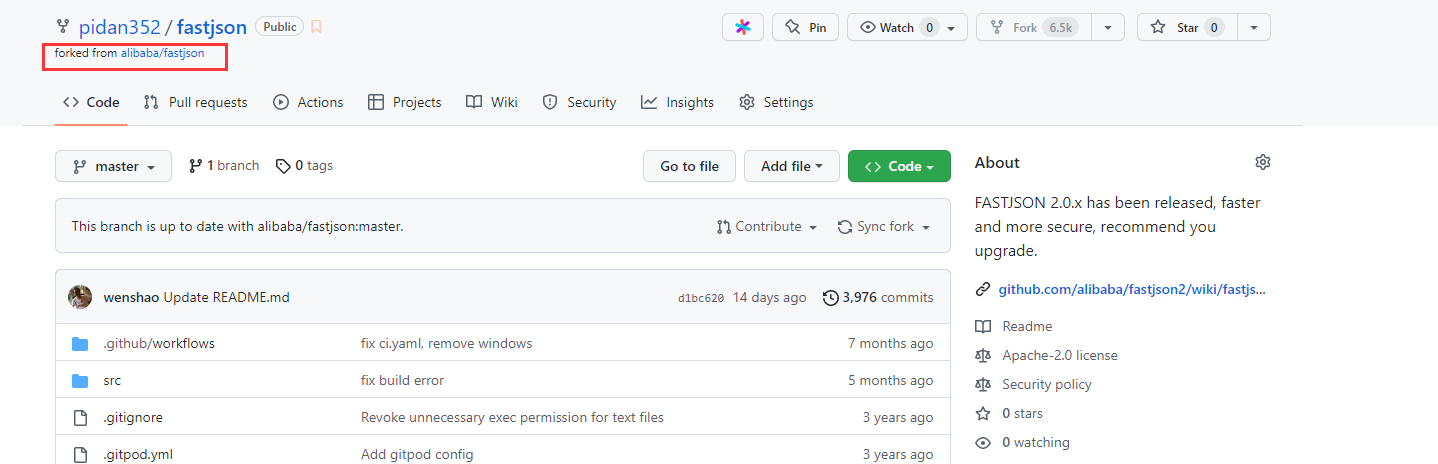 pidan352 / fastjson Public Pin Watch 0 Fork 6.5k Star 0
forked from alibaba/fastjson
Code Pull requests Actions Projects Wiki Security Insights Settings
master 1 branch 0 tags Go to file Add file Code
This branch is up to date with alibaba/fastjson:master. Contribute Sync fork
wenshao Update README.md d1bc620 14 days ago 3,976 commits
.github/workflows fix ci.yaml, remove windows 7 months ago
src fix build error 5 months ago
.gitignore Revoke unnecessary exec permission for text files 3 years ago
.gitpod.yml Add gitpod config 3 years ago
About
FASTJSON 2.0.x has been released, faster
and more secure, recommend you
upgrade.
github.com/alibaba/fastjson2/wiki/fastjs...
Readme
Apache-2.0 license
Security policy
0 stars
0 watching